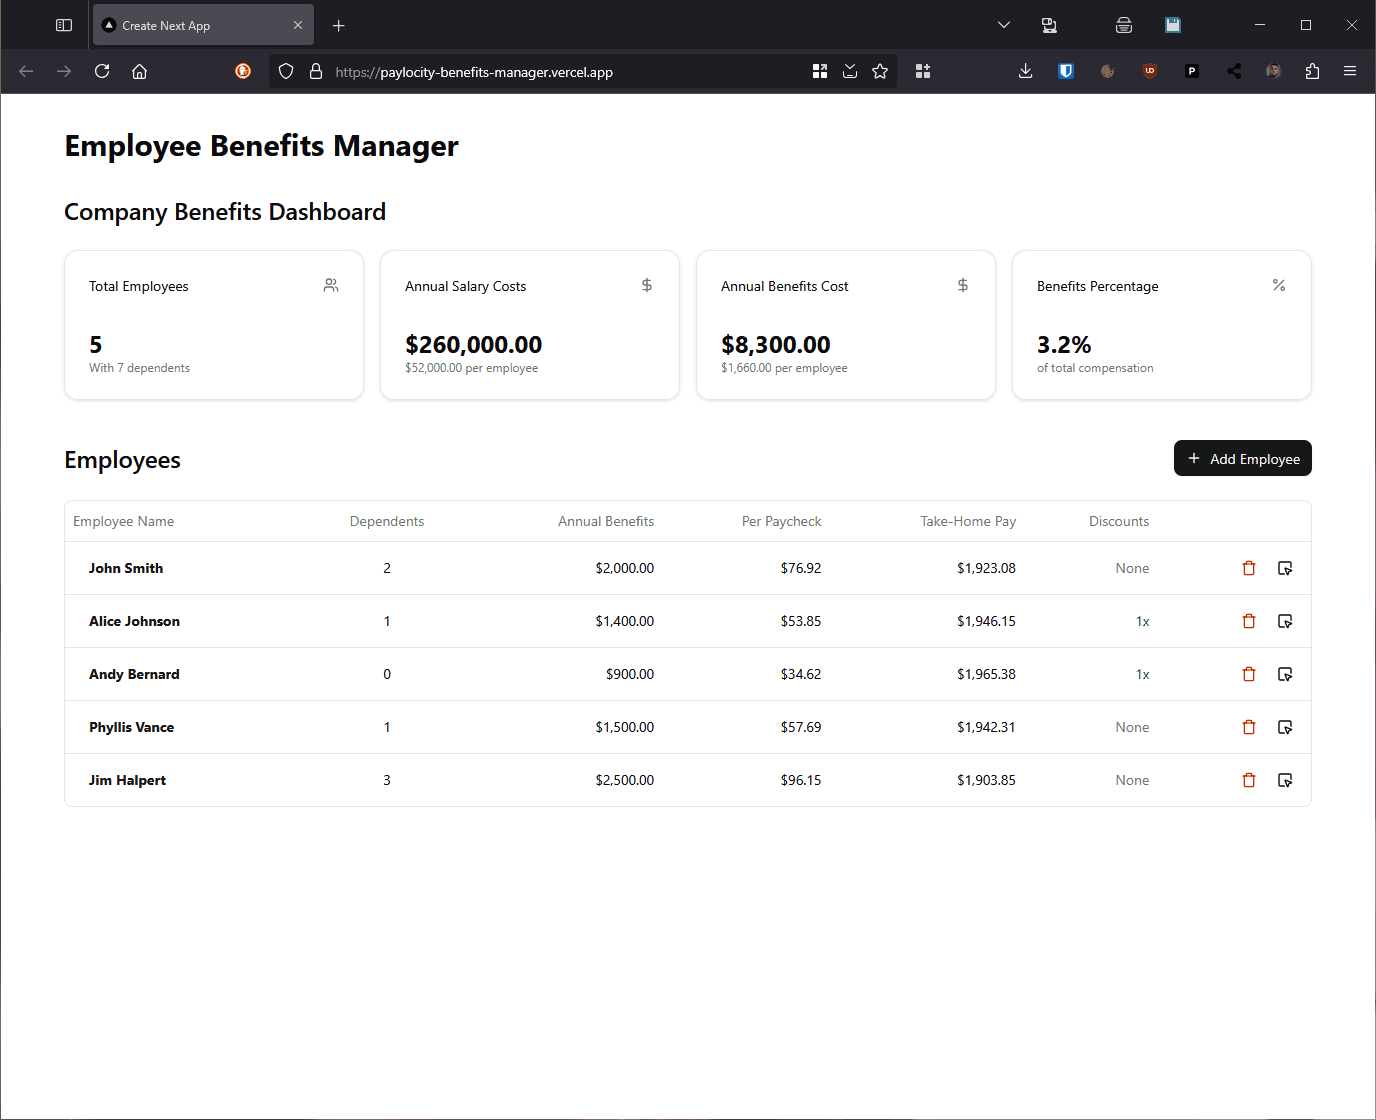 Create Next App
https://paylocity-benefits-manager.vercel.app
Employee Benefits Manager
Company Benefits Dashboard
Total Employees
5
With 7 dependents
Annual Salary Costs
$260,000.00
$52,000.00 per employee
Annual Benefits Cost
$8,300.00
$1,660.00 per employee
Benefits Percentage
3.2%
of total compensation
Employees
+ Add Employee
Employee Name Dependents Annual Benefits Per Paycheck Take-Home Pay Discounts
John Smith 2 $2,000.00 $76.92 $1,923.08 None
Alice Johnson 1 $1,400.00 $53.85 $1,946.15 1x
Andy Bernard 0 $900.00 $34.62 $1,965.38 1x
Phyllis Vance 1 $1,500.00 $57.69 $1,942.31 None
Jim Halpert 3 $2,500.00 $96.15 $1,903.85 None